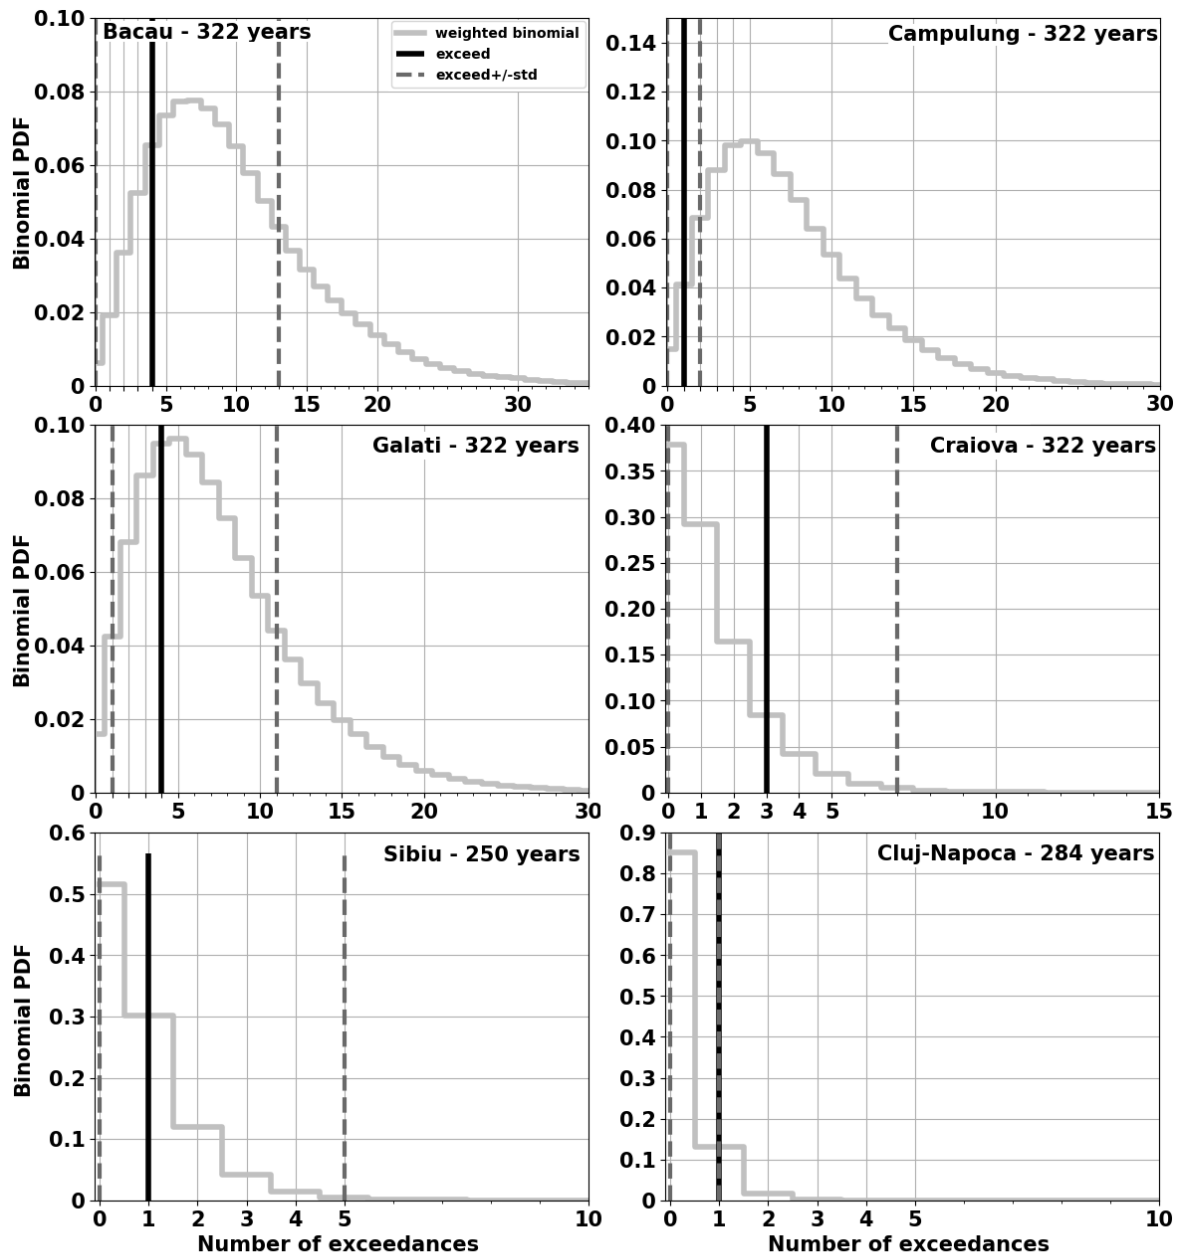 Bacau - 322 years
weighted binomial
exceed
exceed+/-std
Binomial PDF
0.10
0.08
0.06
0.04
0.02
0
0 5 10 15 20 30
Campulung - 322 years
0.14
0.12
0.10
0.08
0.06
0.04
0.02
0
0 5 10 15 20 30
Galati - 322 years
Binomial PDF
0.10
0.08
0.06
0.04
0.02
0
0 5 10 15 20 30
Craiova - 322 years
0.40
0.35
0.30
0.25
0.20
0.15
0.10
0.05
0
0 1 2 3 4 5 10 15
Sibiu - 250 years
Binomial PDF
0.6
0.5
0.4
0.3
0.2
0.1
0
0 1 2 3 4 5 10
Number of exceedances
Cluj-Napoca - 284 years
0.9
0.8
0.7
0.6
0.5
0.4
0.3
0.2
0.1
0
0 1 2 3 4 5 10
Number of exceedances